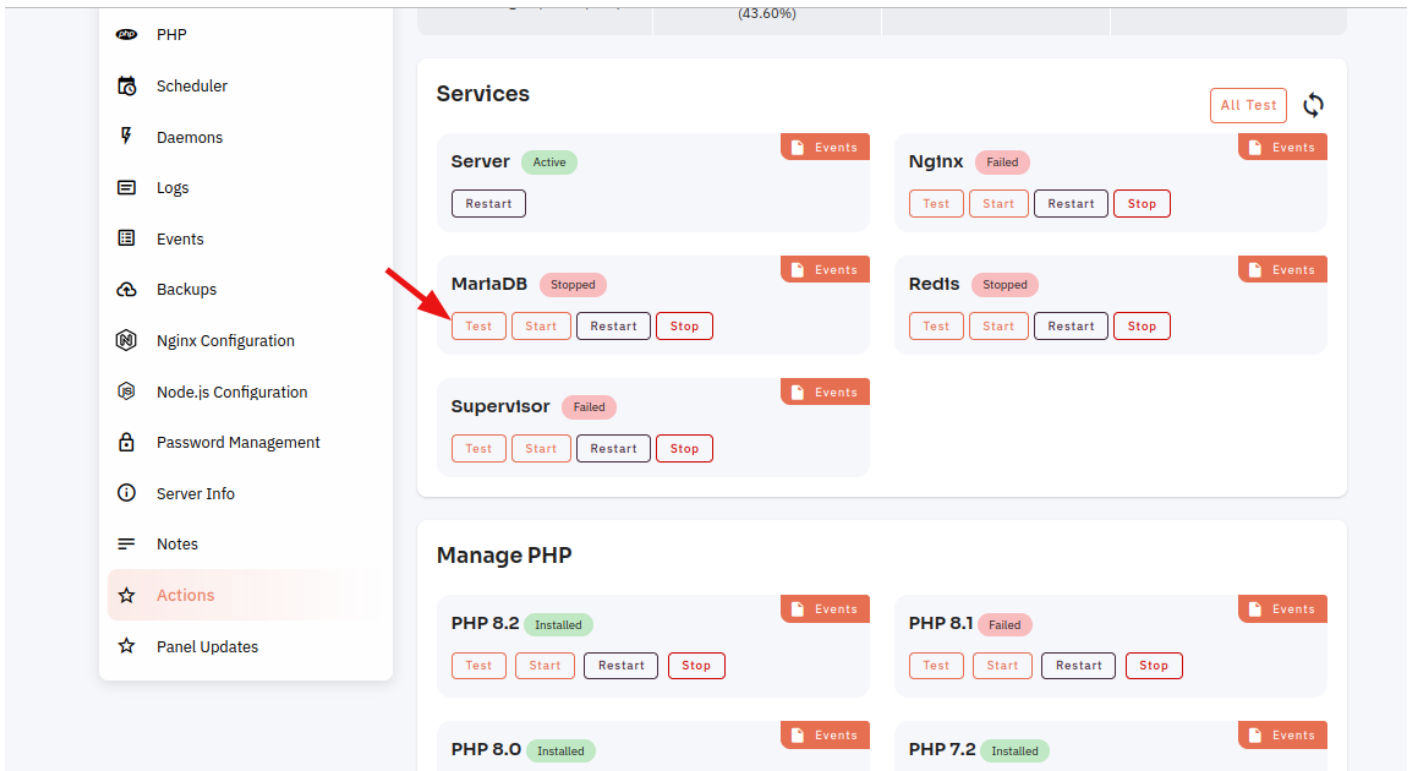 (43.60%)
php
PHP
Scheduler
Daemons
Logs
Events
Backups
Nginx Configuration
JS
Node.js Configuration
Password Management
Server Info
Notes
Actions
Panel Updates
Services
All Test
Server Active
Events
Restart
Nginx Failed
Events
Test Start Restart Stop
MariaDB Stopped
Events
Test Start Restart Stop
Redis Stopped
Events
Test Start Restart Stop
Supervisor Failed
Events
Test Start Restart Stop
Manage PHP
PHP 8.2 Installed
Events
Test Start Restart Stop
PHP 8.1 Failed
Events
Test Start Restart Stop
PHP 8.0 Installed
Events
PHP 7.2 Installed
Events